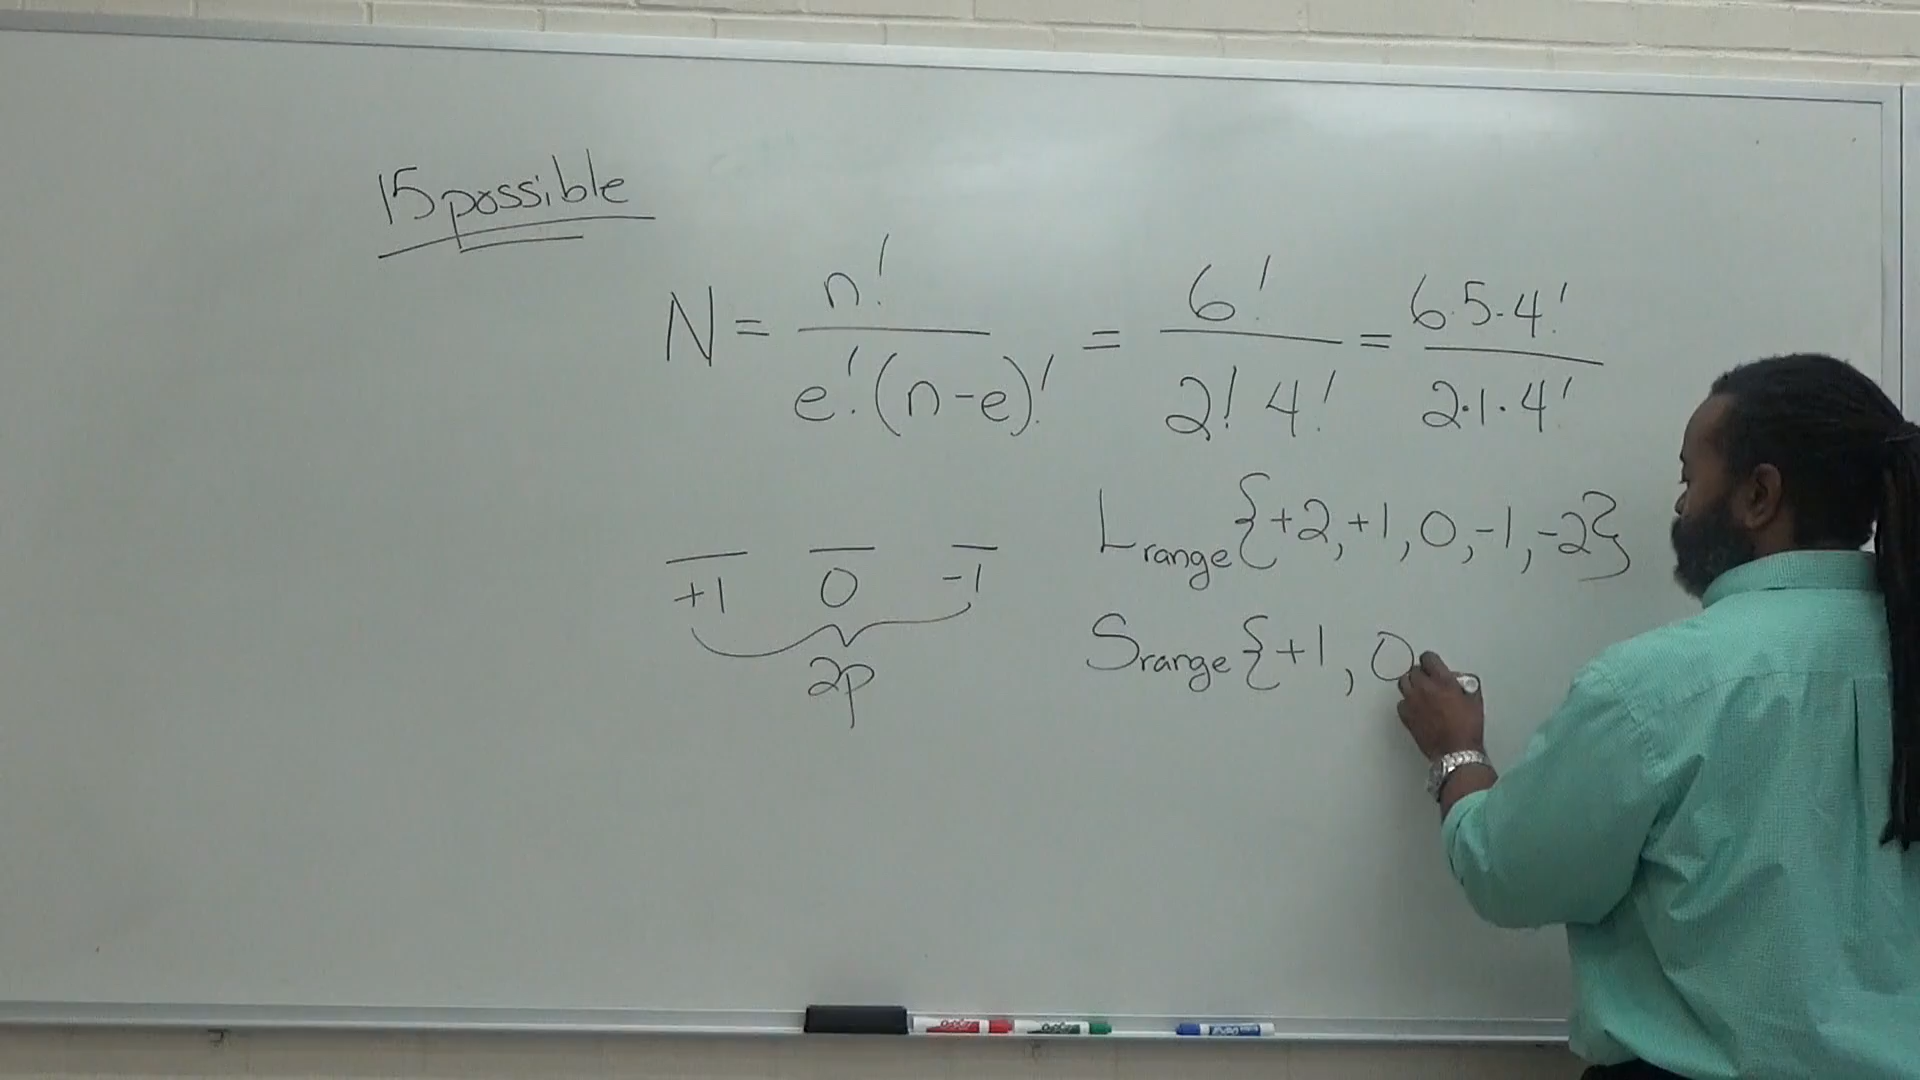 15 possible
N = n! / e!(n-e)! = 6! / 2! 4! = 6·5·4! / 2·1·4!
L range {+2, +1, 0, -1, -2}
+1 0 -1
S range {+1, 0
2p